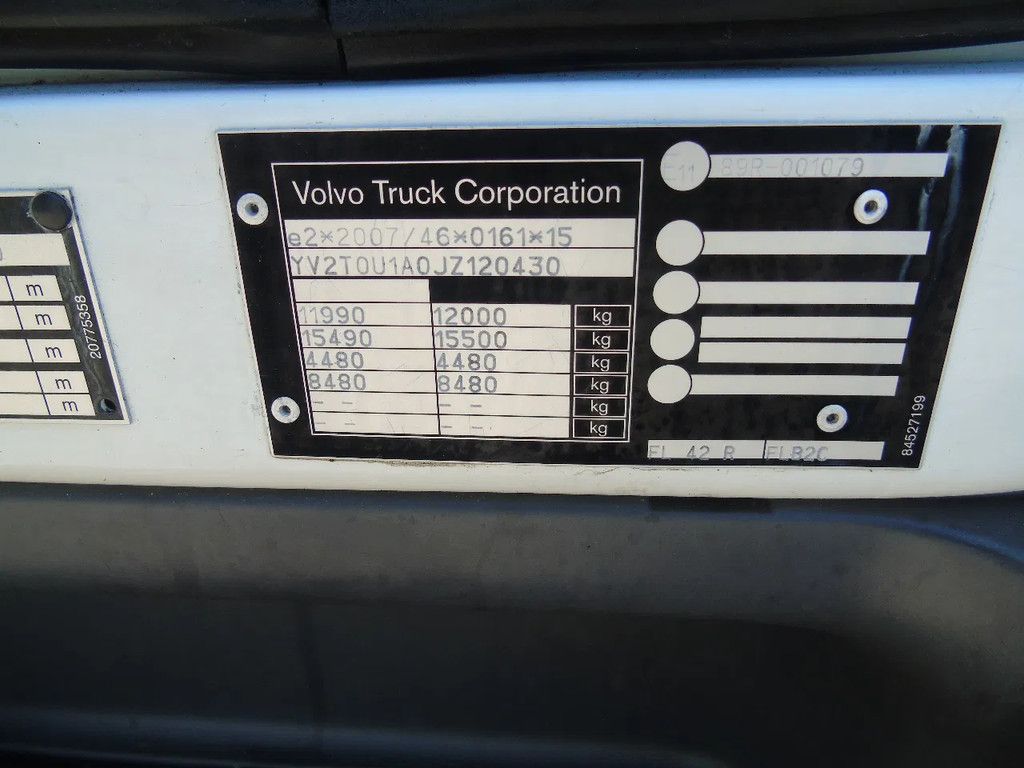 m
m
m
m
m
20775358
Volvo Truck Corporation
e2*2007/46*0161*15
YV2T0U1A0JZ120430
11990 12000 kg
15490 15500 kg
4480 4480 kg
8480 8480 kg
- - - - kg
- - - - kg
E11 89R-001079
FL 42 R FLB2C
84527199